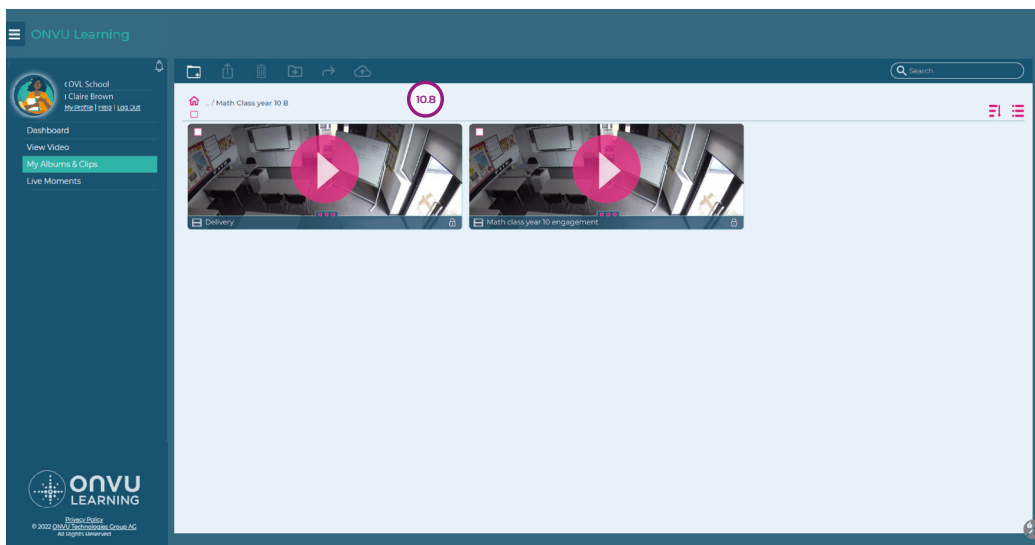 ONVU Learning
OVL School
Claire Brown
My Profile | Help | Log Out
Search
../ Math Class year 10 B
10.8
Dashboard
View Video
My Albums & Clips
Live Moments
Delivery
Math class year 10 engagement
ONVU
LEARNING
Privacy Policy
© 2022 ONVU Technologies Group AG
All Rights Reserved